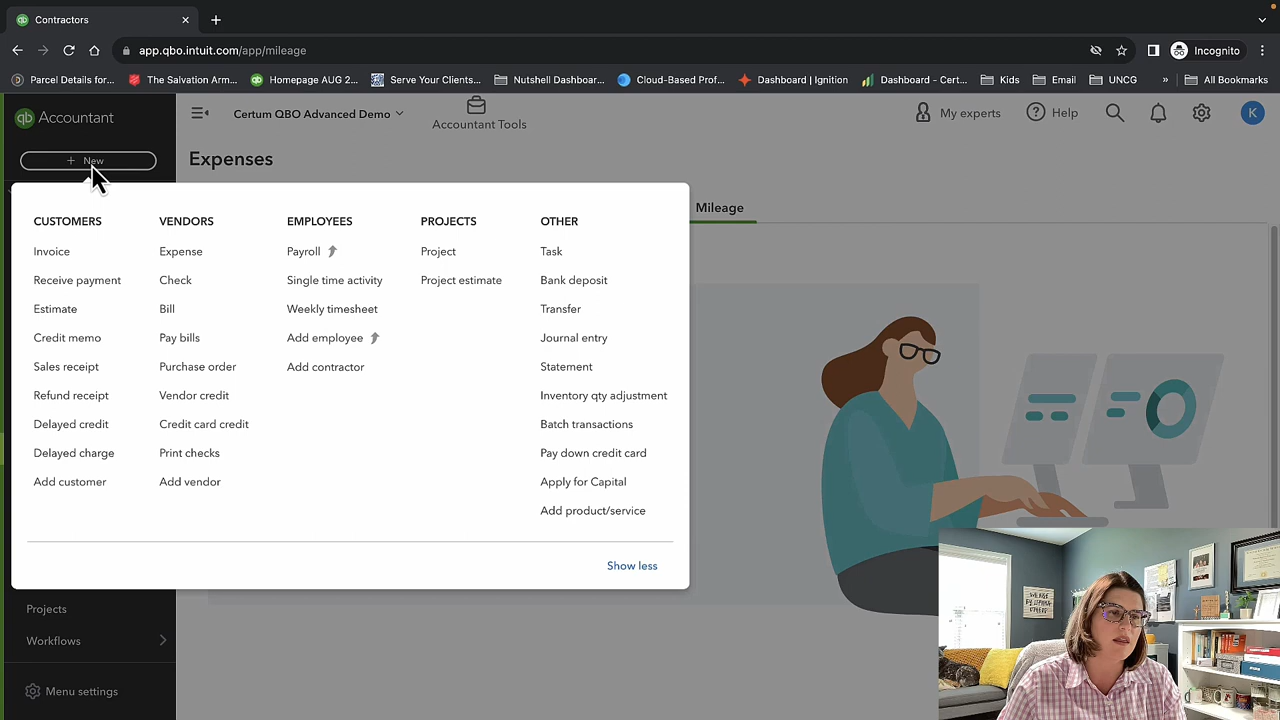 Contractors
app.qbo.intuit.com/app/mileage
Incognito
Parcel Details for...
The Salvation Arm...
Homepage AUG 2...
Serve Your Clients...
Nutshell Dashboar...
Cloud-Based Prof...
Dashboard | Ignition
Dashboard - Cert...
Kids
Email
UNCG
»
All Bookmarks
qb Accountant
Certum QBO Advanced Demo
Accountant Tools
My experts
Help
K
+ New
Expenses
Mileage
CUSTOMERS
Invoice
Receive payment
Estimate
Credit memo
Sales receipt
Refund receipt
Delayed credit
Delayed charge
Add customer
VENDORS
Expense
Check
Bill
Pay bills
Purchase order
Vendor credit
Credit card credit
Print checks
Add vendor
EMPLOYEES
Payroll
Single time activity
Weekly timesheet
Add employee
Add contractor
PROJECTS
Project
Project estimate
OTHER
Task
Bank deposit
Transfer
Journal entry
Statement
Inventory qty adjustment
Batch transactions
Pay down credit card
Apply for Capital
Add product/service
Show less
Projects
Workflows
Menu settings